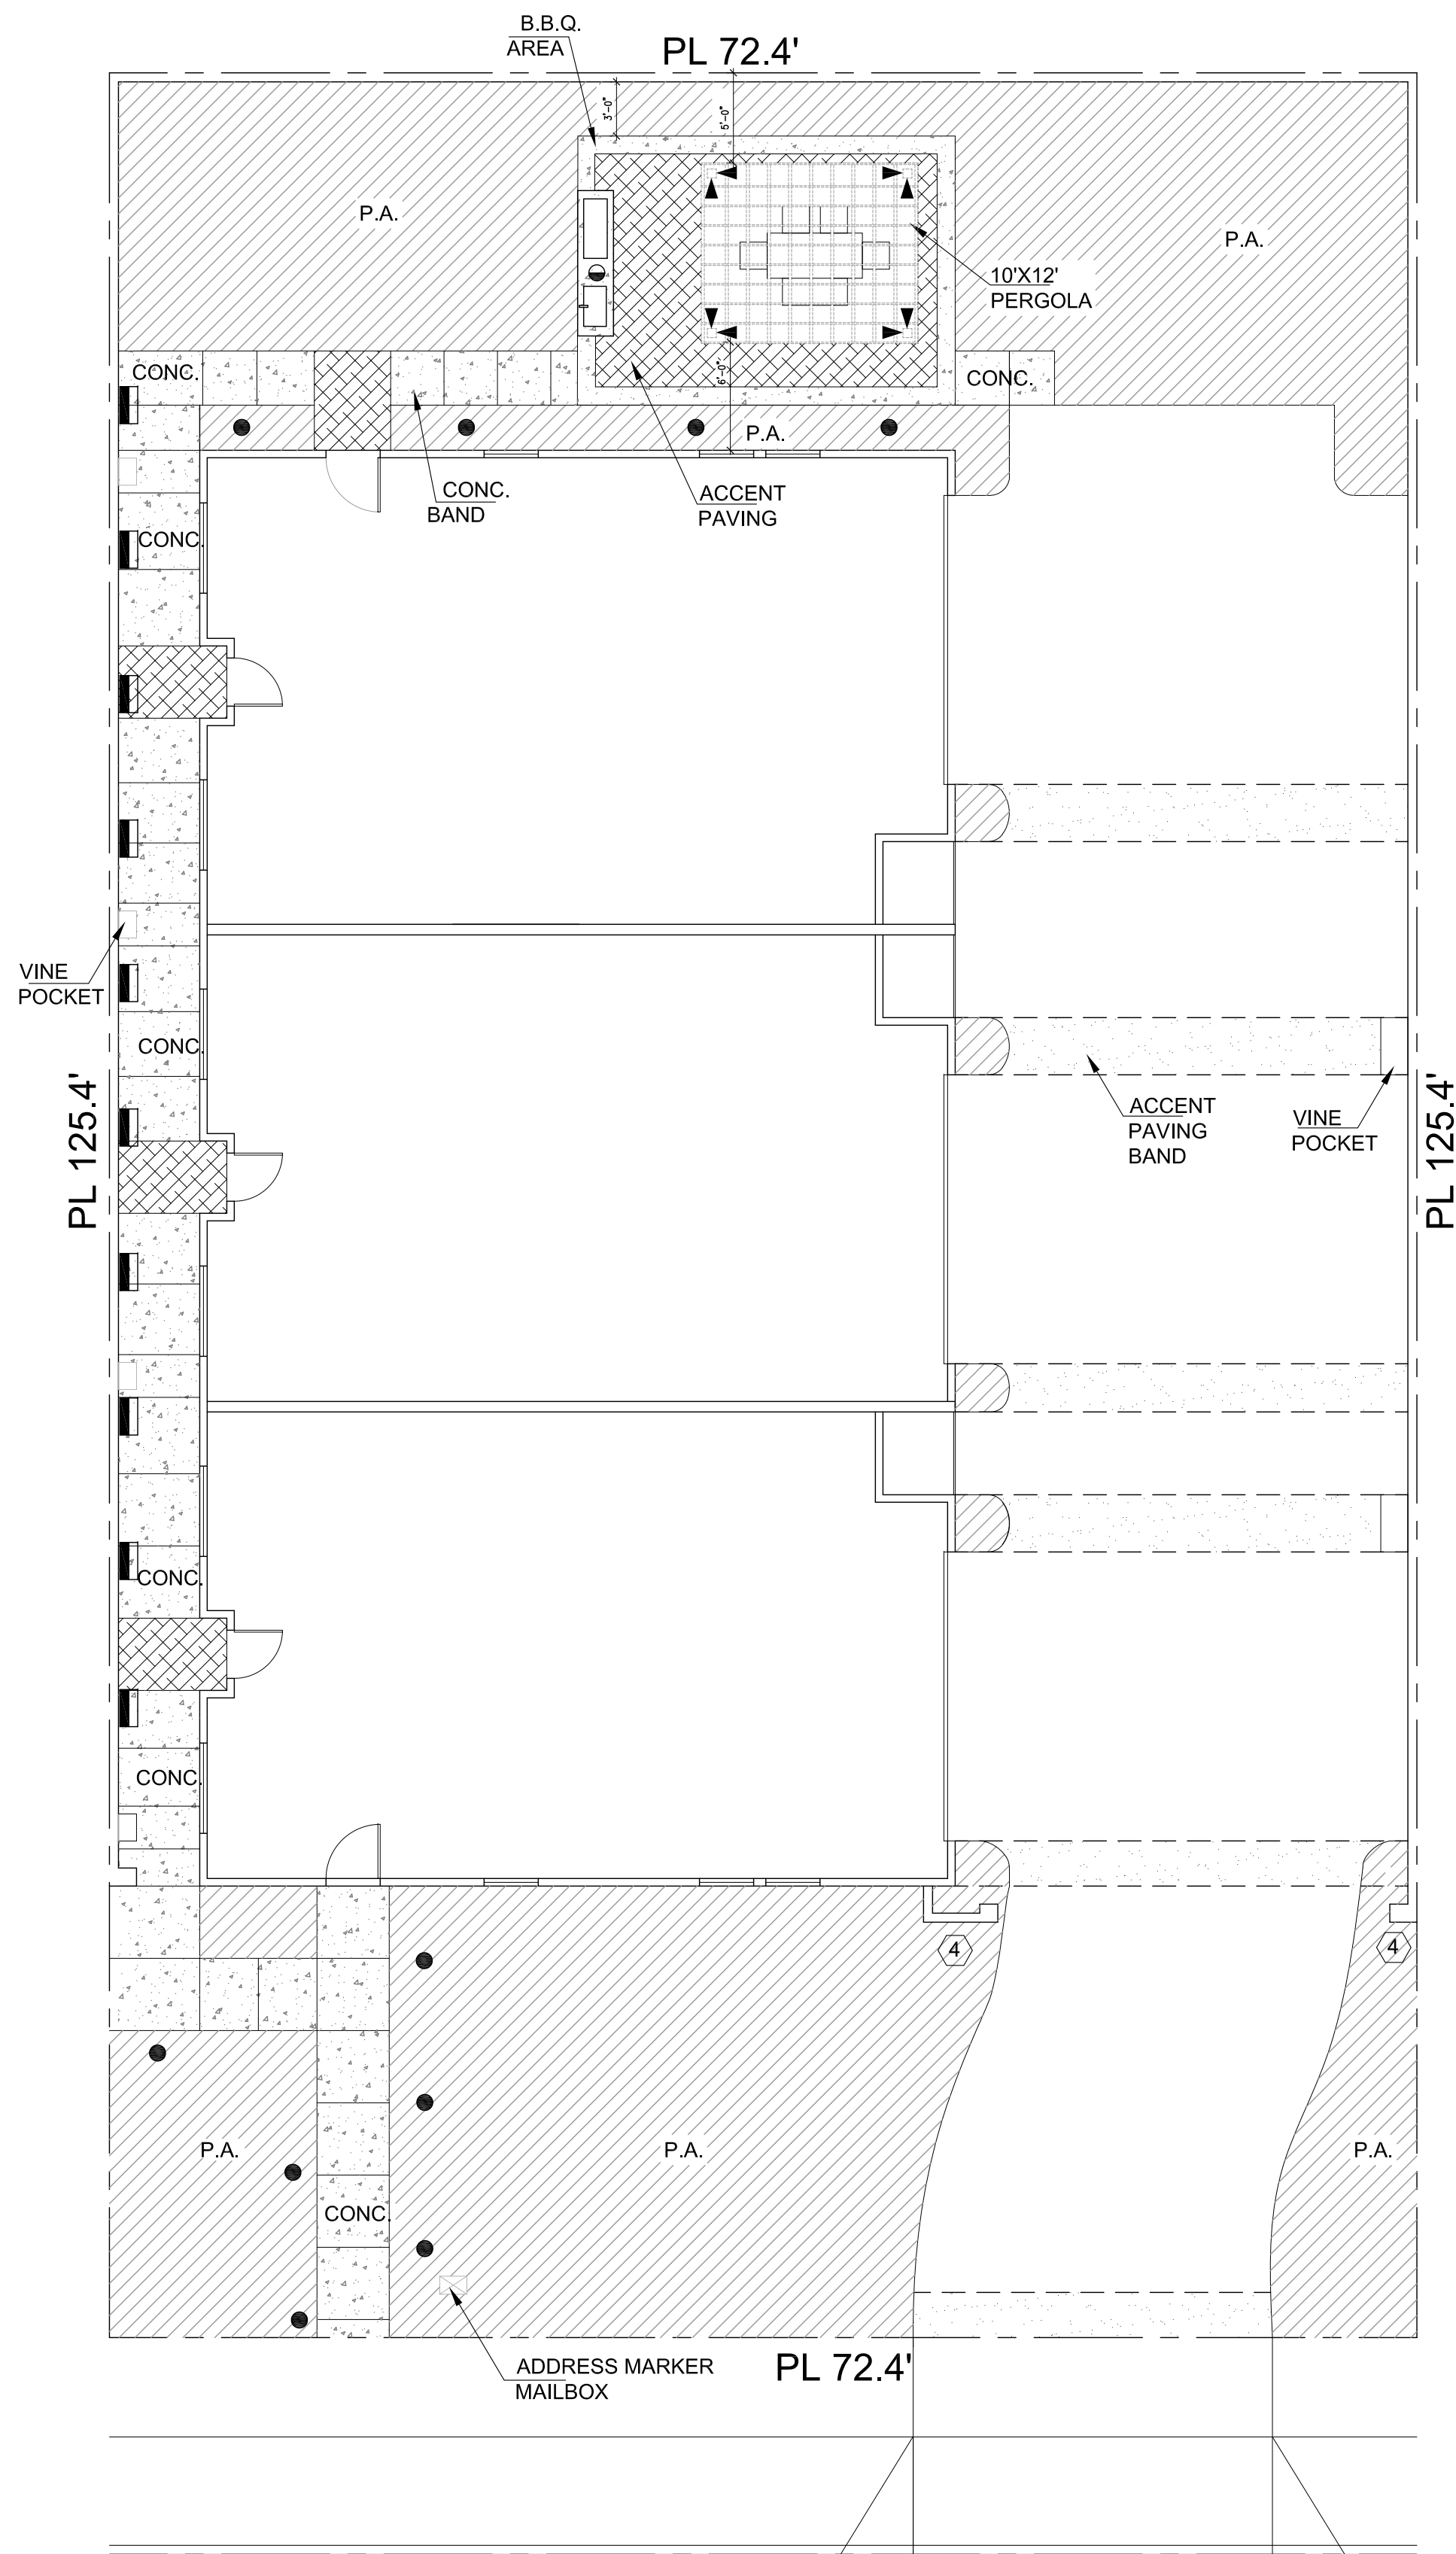 B.B.Q.
AREA
PL 72.4'
3'-0"
5'-0"
P.A.
P.A.
10'X12'
PERGOLA
CONC.
CONC.
6'-0"
P.A.
CONC.
BAND
ACCENT
PAVING
CONC.
VINE
POCKET
CONC.
PL 125.4'
PL 125.4'
ACCENT
PAVING
BAND
VINE
POCKET
CONC.
CONC.
4
4
P.A.
P.A.
P.A.
CONC.
ADDRESS MARKER
MAILBOX
PL 72.4'